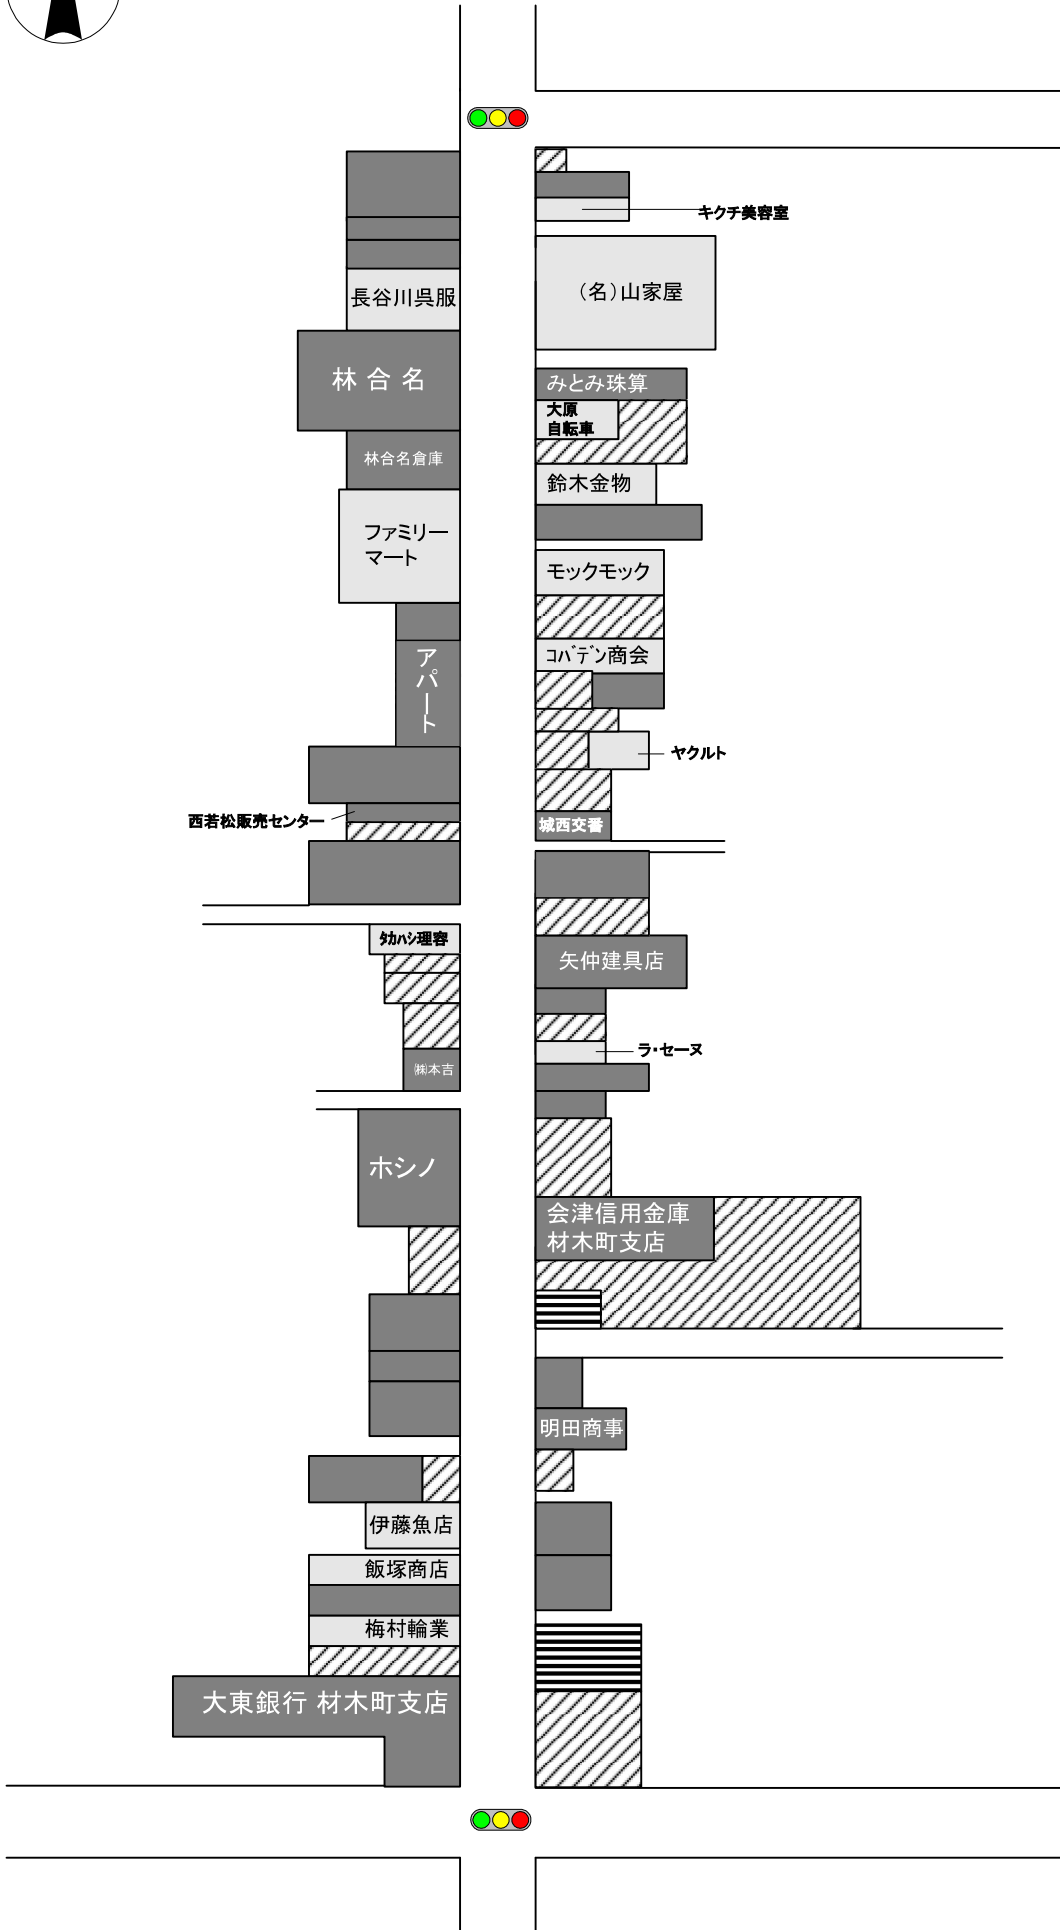 キクチ美容室
長谷川呉服
(名)山家屋
林 合 名
みとみ珠算
大原
自転車
林合名倉庫
鈴木金物
ファミリー
マート
モックモック
アパート
コバデン商会
ヤクルト
西若松販売センター
城西交番
タカハシ理容
矢仲建具店
ラ・セーヌ
㈱本吉
ホシノ
会津信用金庫
材木町支店
明田商事
伊藤魚店
飯塚商店
梅村輪業
大東銀行 材木町支店